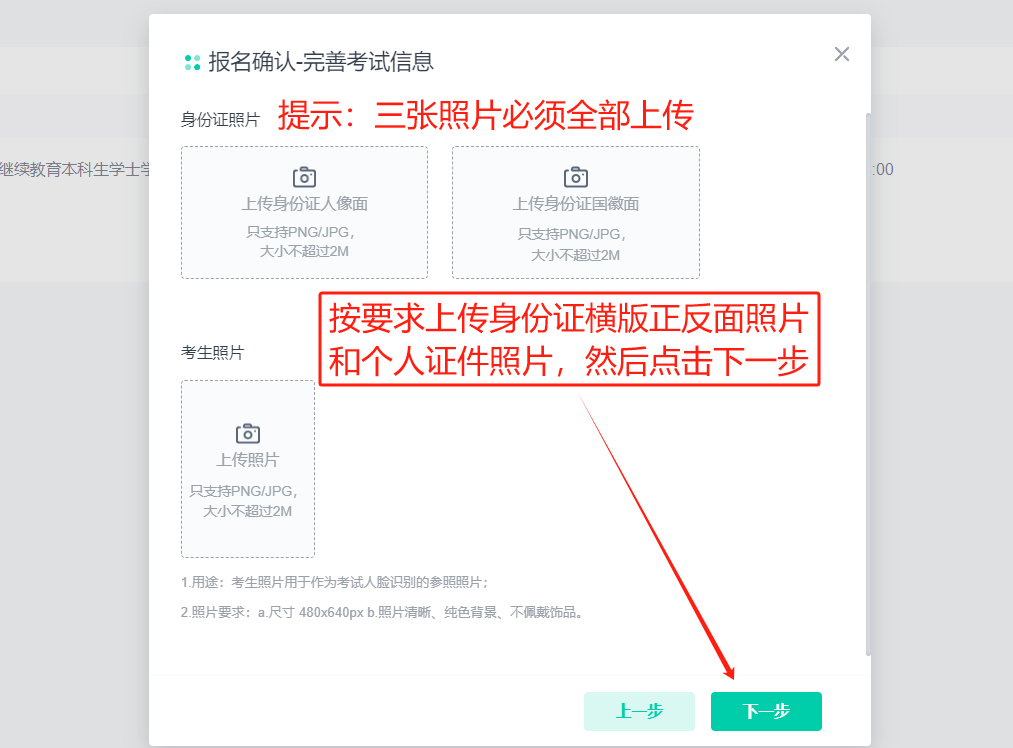 报名确认-完善考试信息
身份证照片
提示：三张照片必须全部上传
继续教育本科生学士学
:00
上传身份证人像面
只支持PNG/JPG，
大小不超过2M
上传身份证国徽面
只支持PNG/JPG，
大小不超过2M
按要求上传身份证横版正反面照片
和个人证件照片，然后点击下一步
考生照片
上传照片
只支持PNG/JPG，
大小不超过2M
1.用途：考生照片用于作为考试人脸识别的参照照片；
2.照片要求：a.尺寸 480x640px b.照片清晰、纯色背景、不佩戴饰品。
上一步
下一步